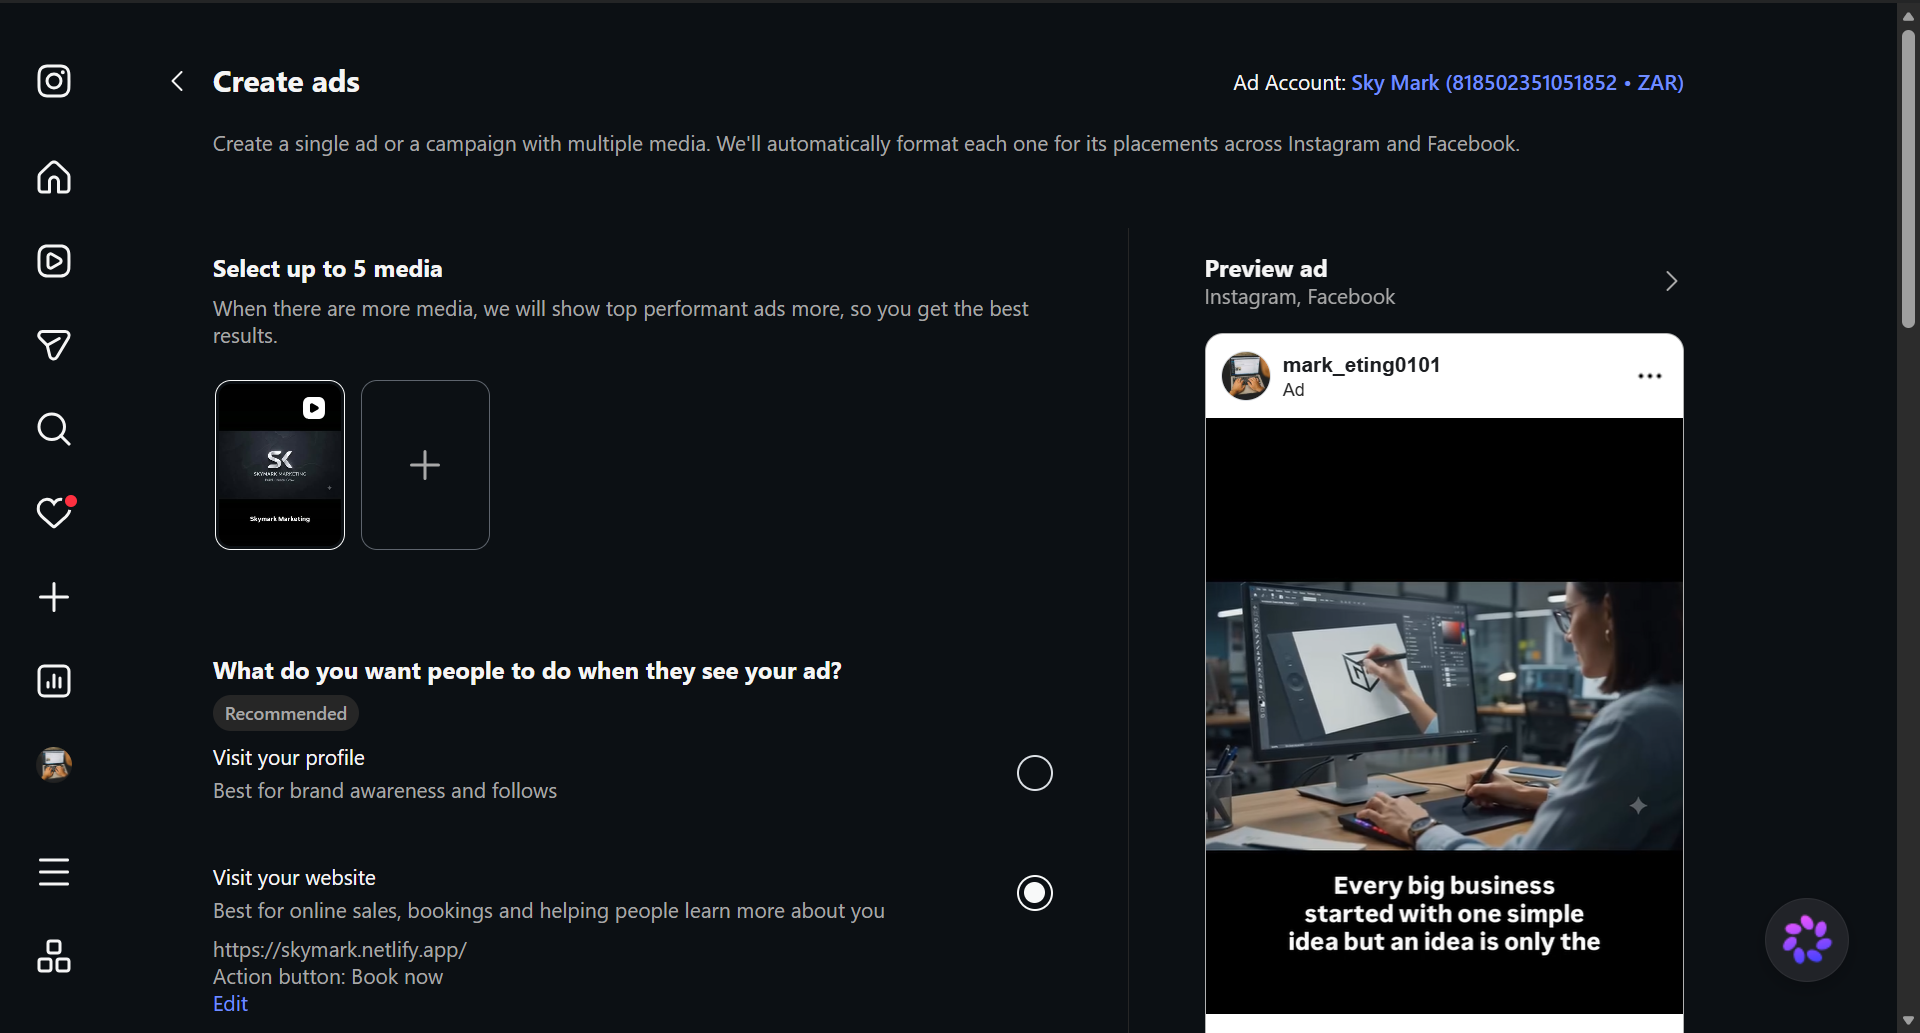 Create ads
Ad Account: Sky Mark (818502351051852 • ZAR)
Create a single ad or a campaign with multiple media. We'll automatically format each one for its placements across Instagram and Facebook.
Select up to 5 media
When there are more media, we will show top performant ads more, so you get the best
results.
SK
SKYMARK MARKETING
Skymark Marketing
What do you want people to do when they see your ad?
Recommended
Visit your profile
Best for brand awareness and follows
Visit your website
Best for online sales, bookings and helping people learn more about you
https://skymark.netlify.app/
Action button: Book now
Edit
Preview ad
Instagram, Facebook
mark_eting0101
Ad
Every big business
started with one simple
idea but an idea is only the